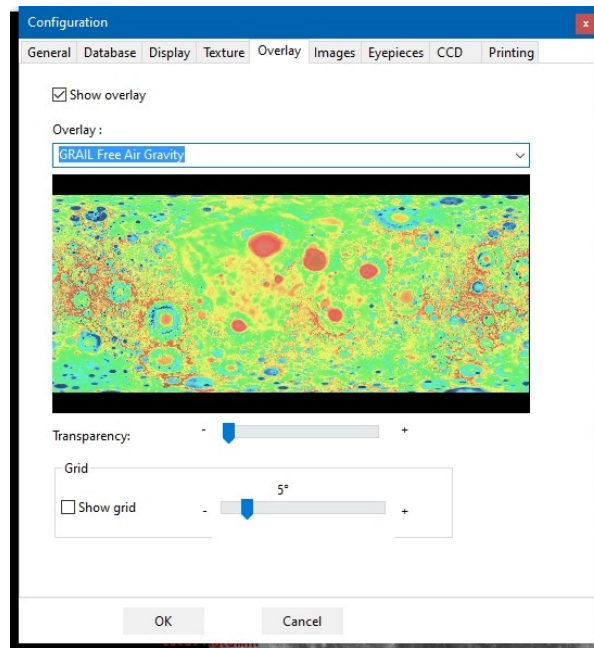 Configuration
x
General Database Display Texture Overlay Images Eyepieces CCD Printing
Show overlay
Overlay :
GRAIL Free Air Gravity
Transparency: - +
Grid
5°
Show grid - +
OK Cancel